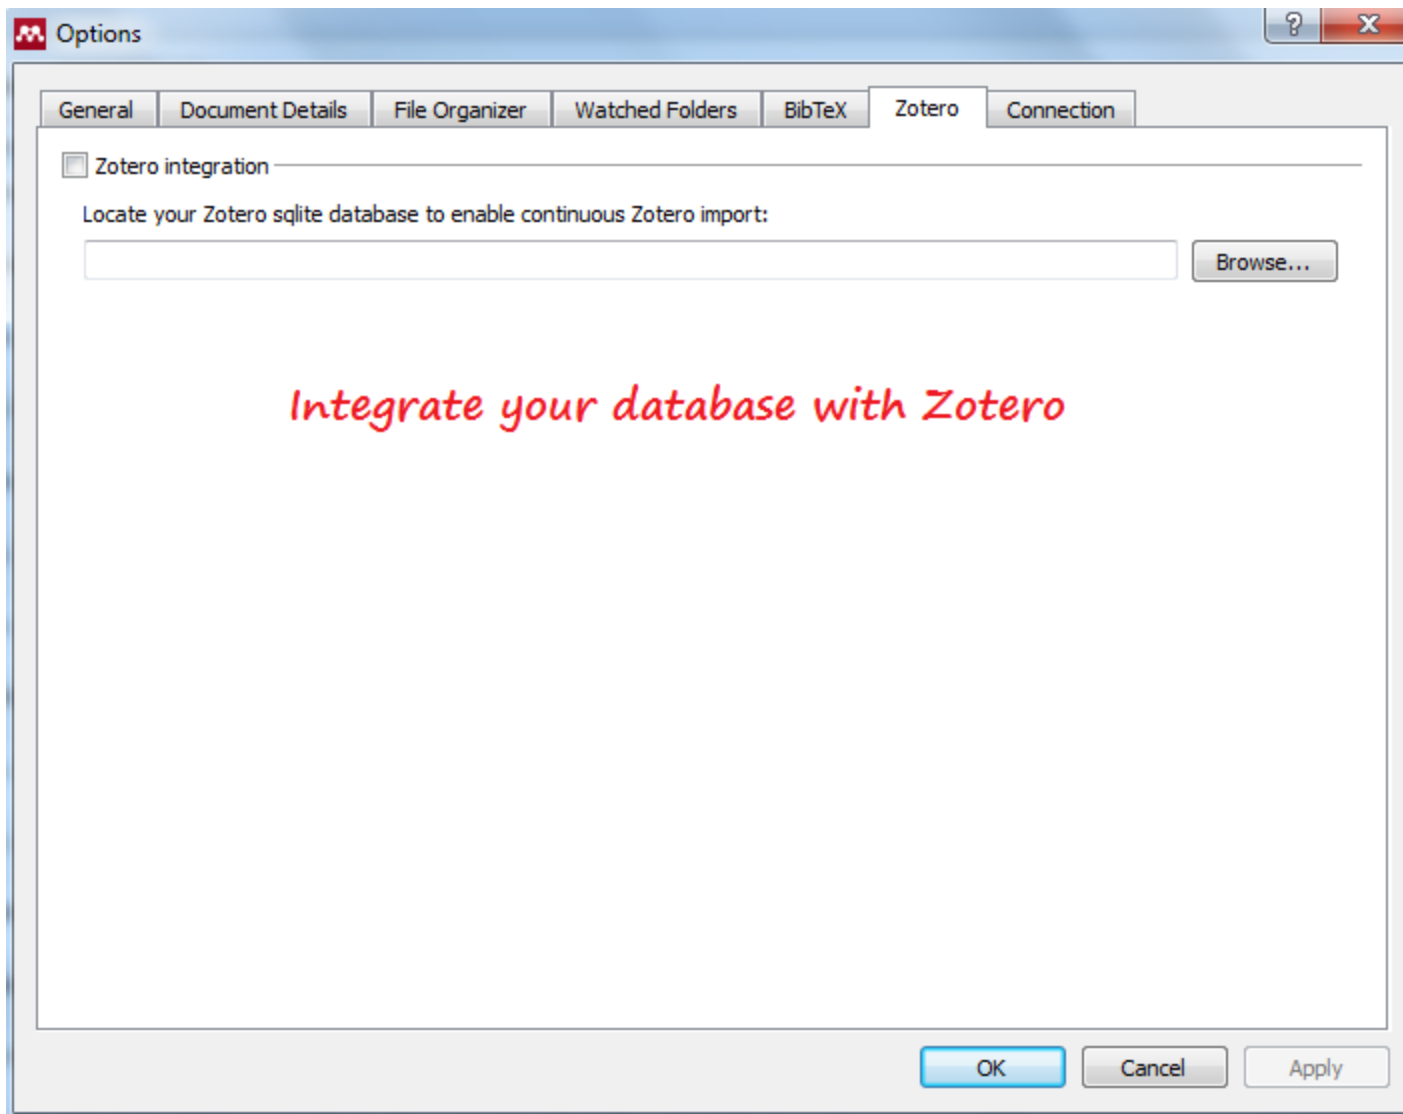 Options
General Document Details File Organizer Watched Folders BibTeX Zotero Connection
Zotero integration
Locate your Zotero sqlite database to enable continuous Zotero import:
Browse...
Integrate your database with Zotero
OK Cancel Apply